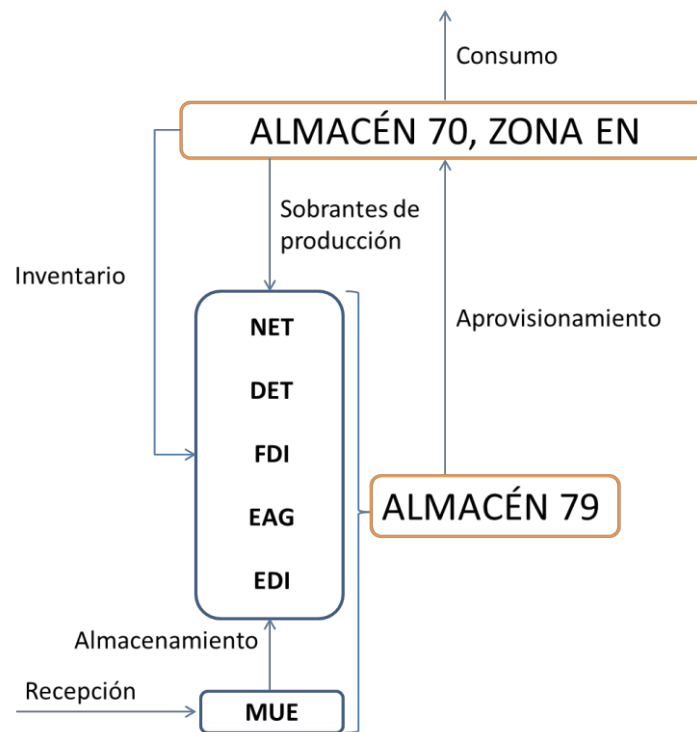 Consumo
ALMACÉN 70, ZONA EN
Sobrantes de
producción
Inventario
Aprovisionamiento
NET
DET
FDI
EAG
EDI
ALMACÉN 79
Almacenamiento
Recepción
MUE